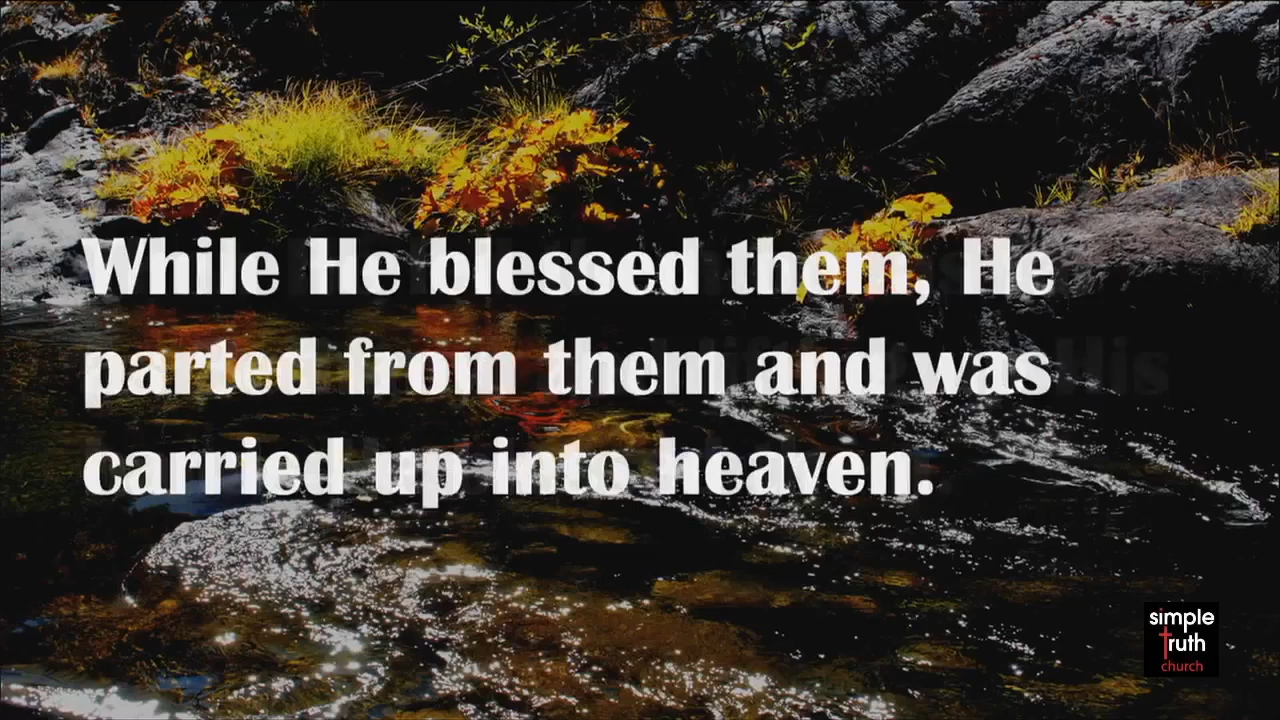 While He blessed them, He
parted from them and was
carried up into heaven.
simple
truth
church